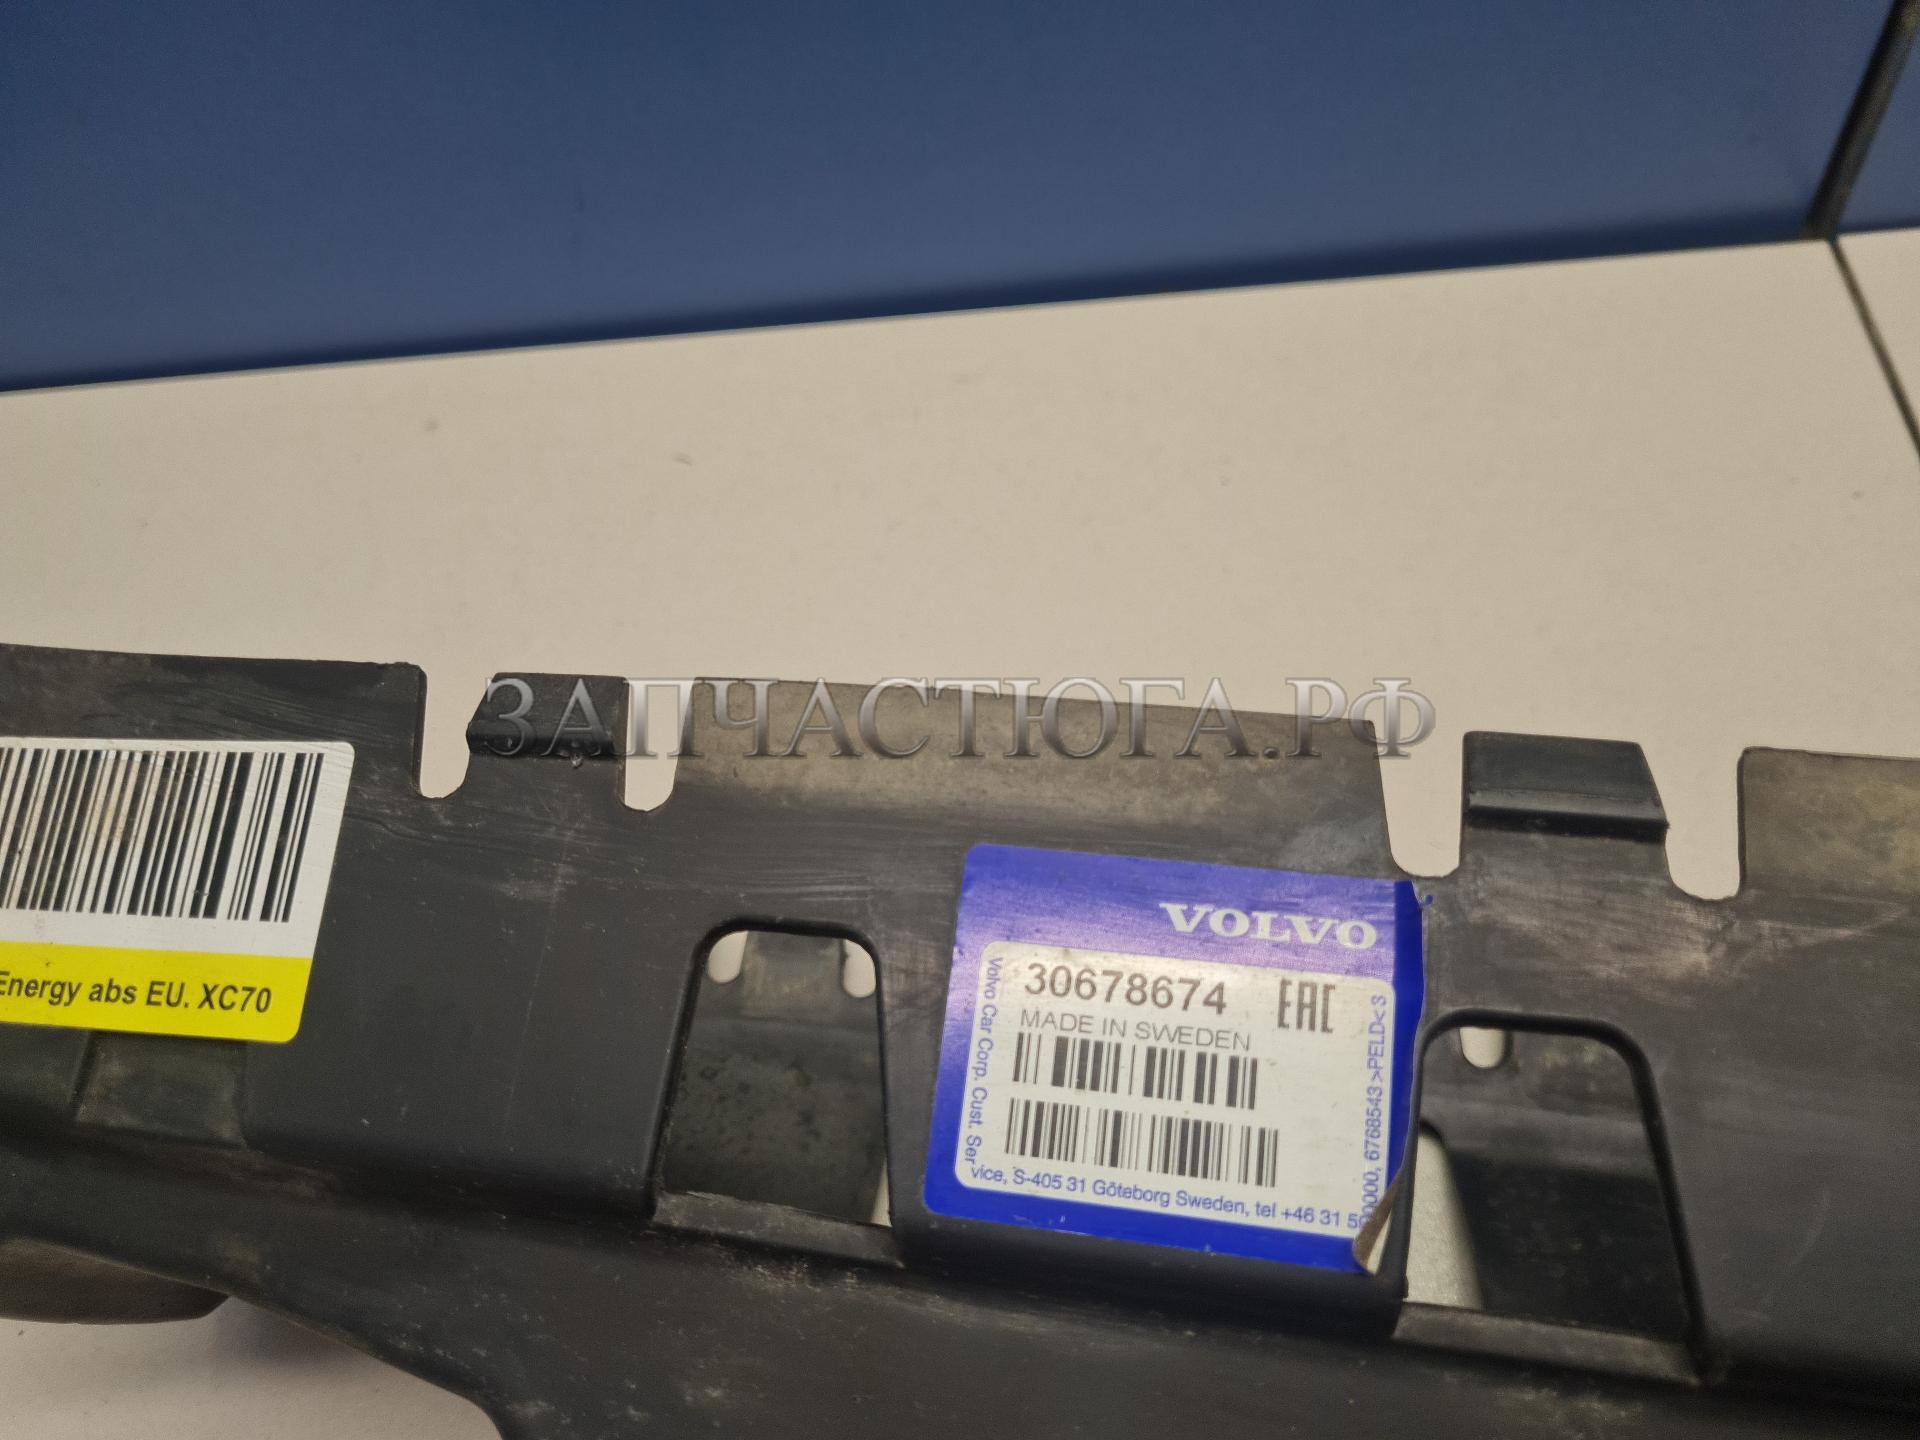 ЗАПЧАСТЮГА.РФ
Energy abs EU. XC70
VOLVO
30678674 EAC
MADE IN SWEDEN
Volvo Car Corp. Cust. Service, S-405 31 Göteborg Sweden, tel +46 31 590000, 6768543 >PELD< S